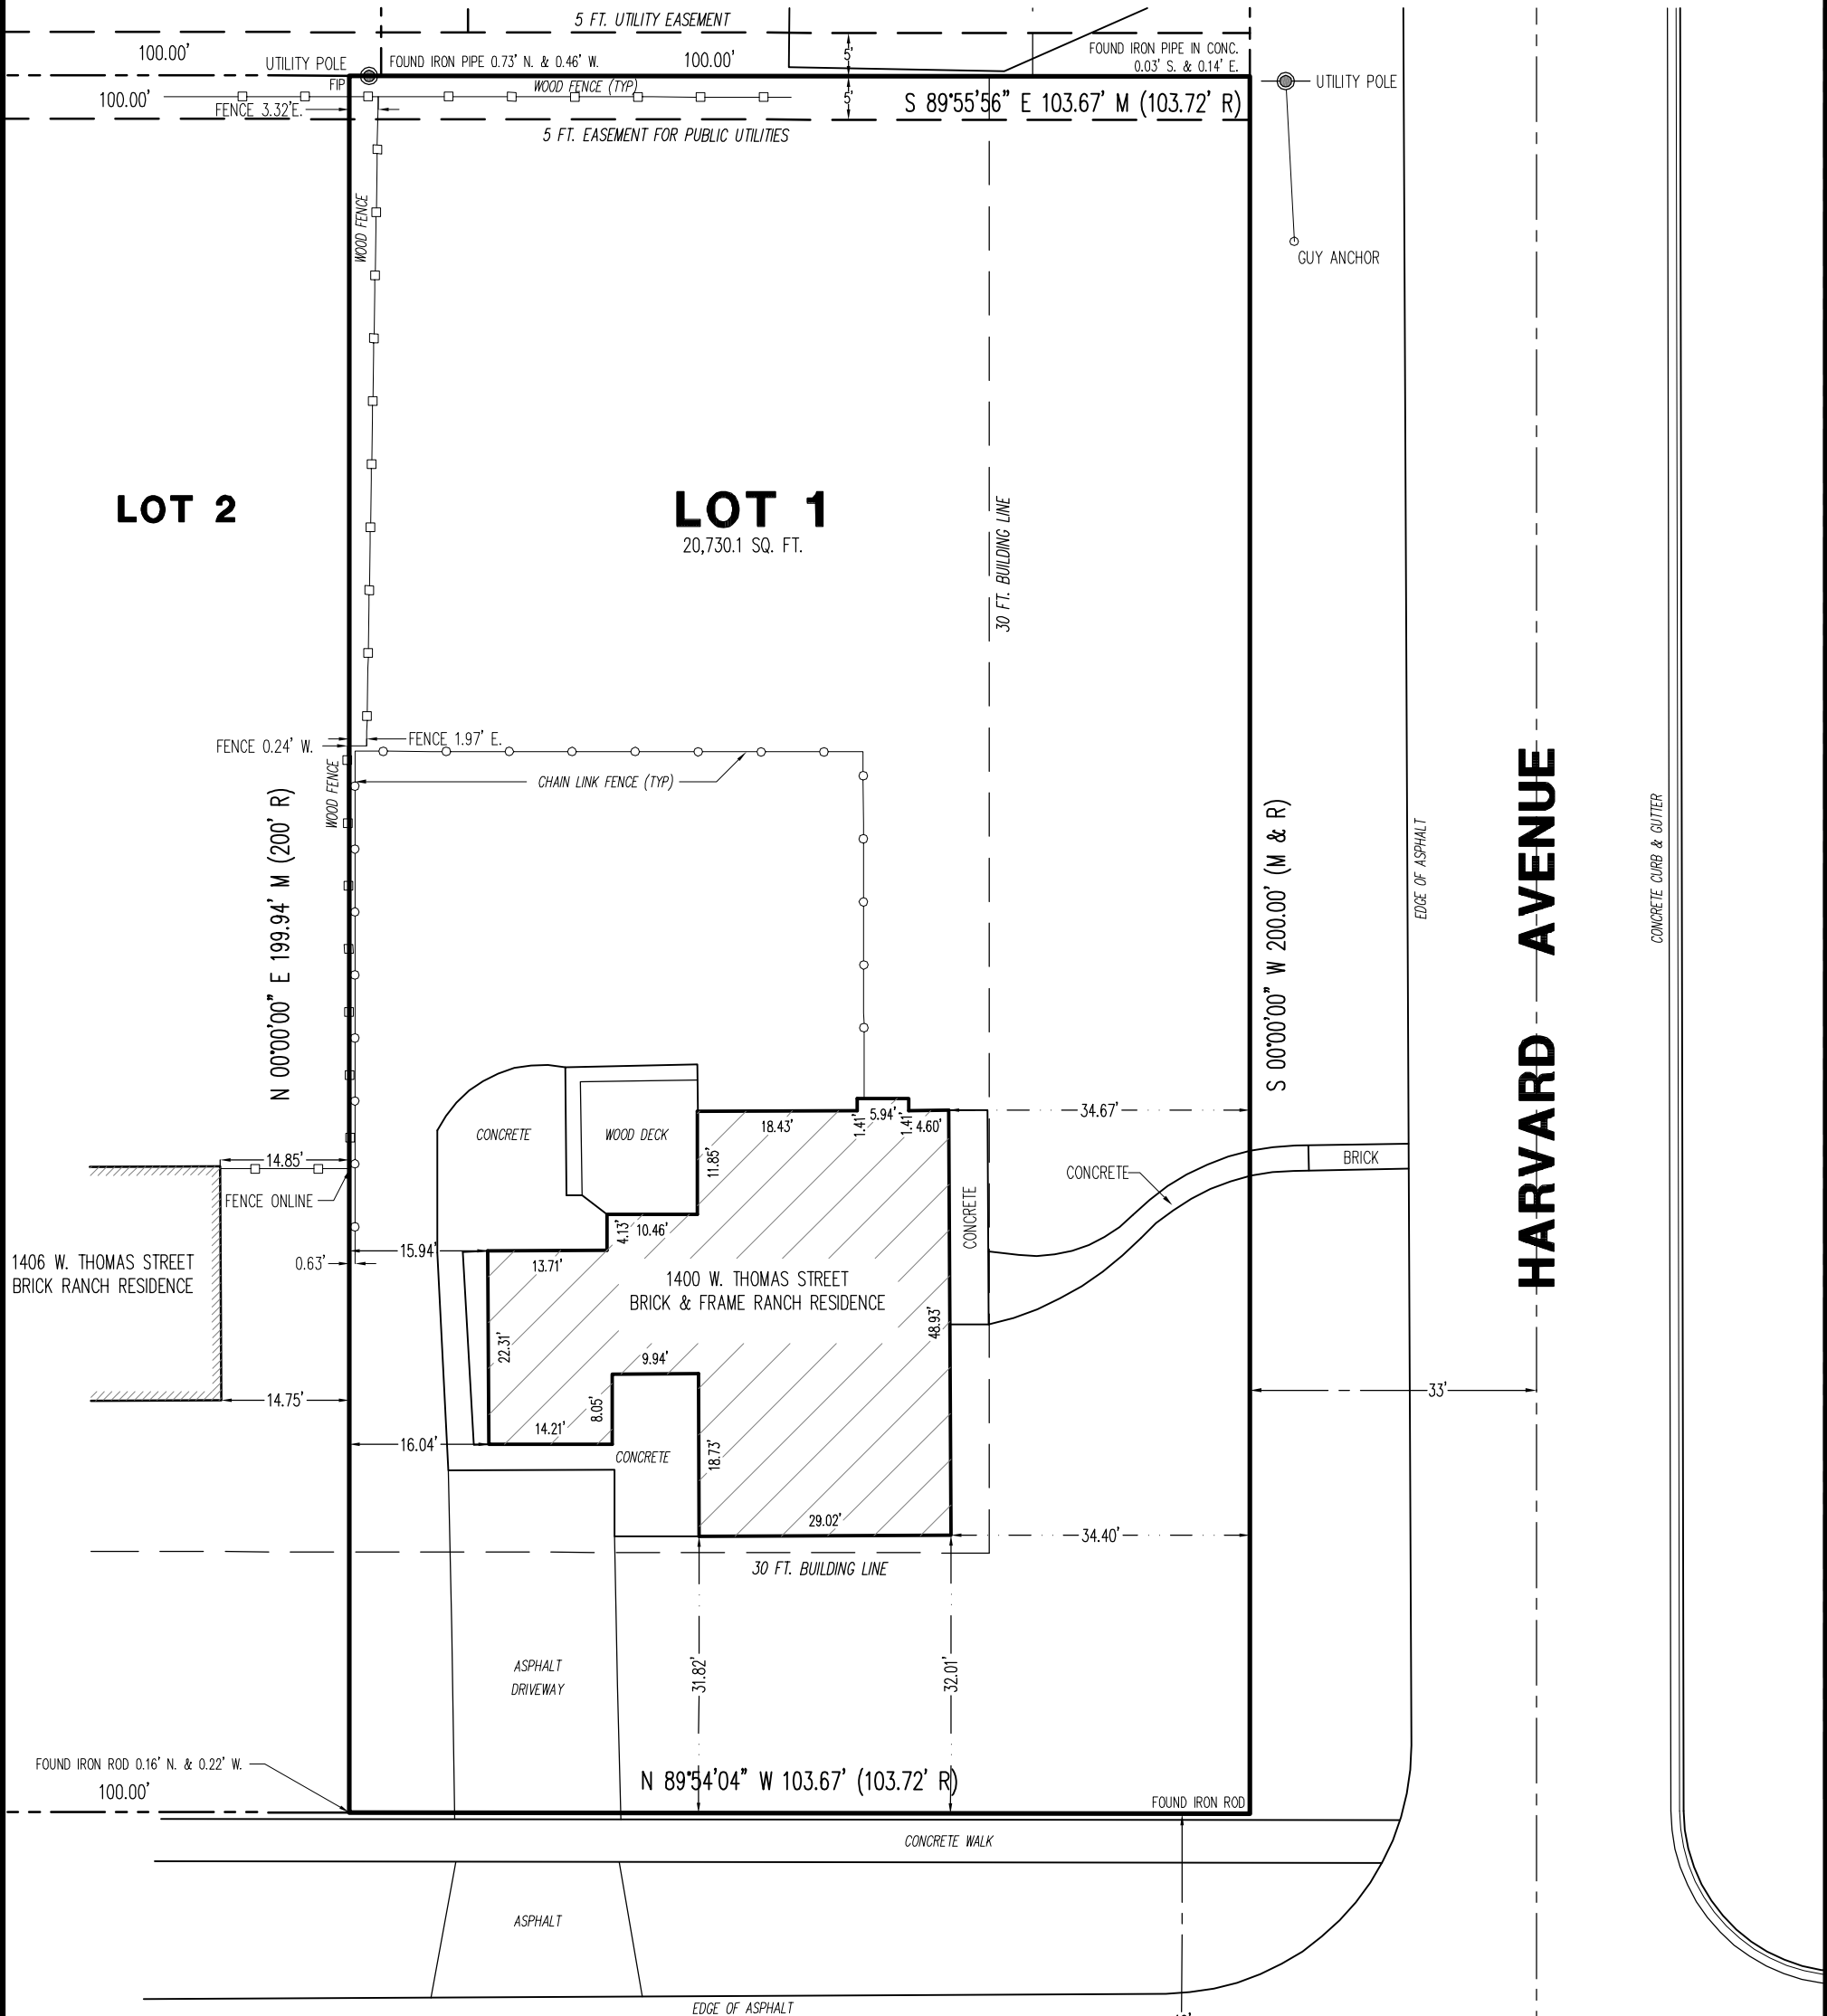 5 FT. UTILITY EASEMENT
100.00'
UTILITY POLE
FOUND IRON PIPE 0.73' N. & 0.46' W.
100.00'
5'
FOUND IRON PIPE IN CONC.
0.03' S. & 0.14' E.
UTILITY POLE
FIP
WOOD FENCE (TYP)
100.00'
FENCE 3.32'E.
5'
S 89°55'56" E 103.67' M (103.72' R)
5 FT. EASEMENT FOR PUBLIC UTILITIES
WOOD FENCE
GUY ANCHOR
LOT 2
LOT 1
20,730.1 SQ. FT.
30 FT. BUILDING LINE
FENCE 0.24' W.
FENCE 1.97' E.
WOOD FENCE
CHAIN LINK FENCE (TYP)
N 00°00'00" E 199.94' M (200' R)
S 00°00'00" W 200.00' (M & R)
EDGE OF ASPHALT
HARVARD AVENUE
CONCRETE CURB & GUTTER
CONCRETE
WOOD DECK
18.43'
1.41'
5.94'
1.41'
4.60'
34.67'
11.85'
14.85'
FENCE ONLINE
CONCRETE
BRICK
CONCRETE
4.13'
10.46'
15.94'
0.63'
13.71'
1406 W. THOMAS STREET
BRICK RANCH RESIDENCE
1400 W. THOMAS STREET
BRICK & FRAME RANCH RESIDENCE
48.93'
22.31'
9.94'
33'
14.75'
8.05'
14.21'
16.04'
CONCRETE
18.73'
29.02'
34.40'
30 FT. BUILDING LINE
ASPHALT
DRIVEWAY
31.82'
32.01'
FOUND IRON ROD 0.16' N. & 0.22' W.
100.00'
N 89°54'04" W 103.67' (103.72' R)
FOUND IRON ROD
CONCRETE WALK
ASPHALT
EDGE OF ASPHALT